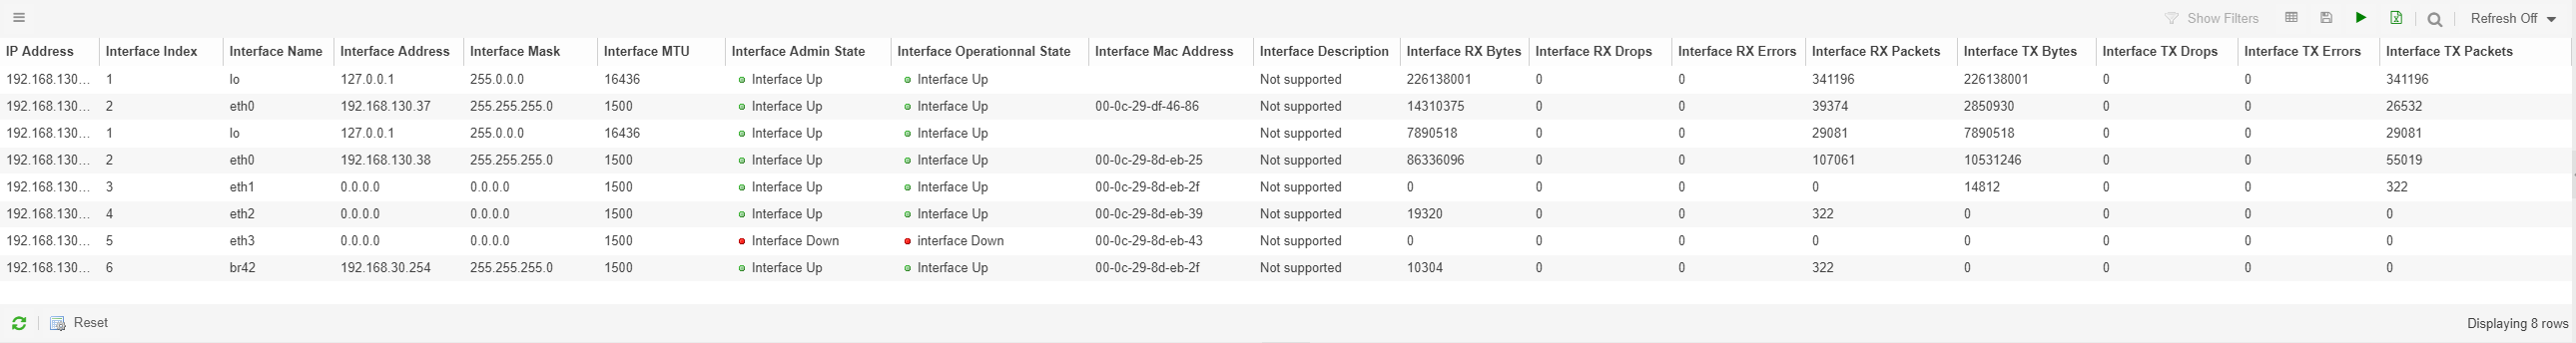 Show Filters Refresh Off
IP Address Interface Index Interface Name Interface Address Interface Mask Interface MTU Interface Admin State Interface Operationnal State Interface Mac Address Interface Description Interface RX Bytes Interface RX Drops Interface RX Errors Interface RX Packets Interface TX Bytes Interface TX Drops Interface TX Errors Interface TX Packets
192.168.130... 1 lo 127.0.0.1 255.0.0.0 16436 Interface Up Interface Up Not supported 226138001 0 0 341196 226138001 0 0 341196
192.168.130... 2 eth0 192.168.130.37 255.255.255.0 1500 Interface Up Interface Up 00-0c-29-df-46-86 Not supported 14310375 0 0 39374 2850930 0 0 26532
192.168.130... 1 lo 127.0.0.1 255.0.0.0 16436 Interface Up Interface Up Not supported 7890518 0 0 29081 7890518 0 0 29081
192.168.130... 2 eth0 192.168.130.38 255.255.255.0 1500 Interface Up Interface Up 00-0c-29-8d-eb-25 Not supported 86336096 0 0 107061 10531246 0 0 55019
192.168.130... 3 eth1 0.0.0.0 0.0.0.0 1500 Interface Up Interface Up 00-0c-29-8d-eb-2f Not supported 0 0 0 0 14812 0 0 322
192.168.130... 4 eth2 0.0.0.0 0.0.0.0 1500 Interface Up Interface Up 00-0c-29-8d-eb-39 Not supported 19320 0 0 322 0 0 0 0
192.168.130... 5 eth3 0.0.0.0 0.0.0.0 1500 Interface Down interface Down 00-0c-29-8d-eb-43 Not supported 0 0 0 0 0 0 0 0
192.168.130... 6 br42 192.168.30.254 255.255.255.0 1500 Interface Up Interface Up 00-0c-29-8d-eb-2f Not supported 10304 0 0 322 0 0 0 0
Reset Displaying 8 rows